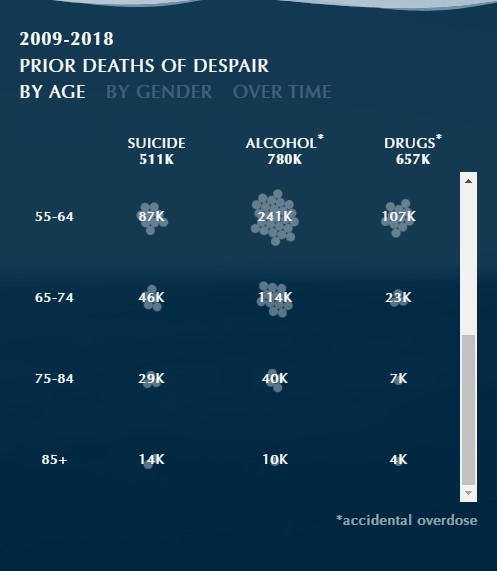 2009-2018
PRIOR DEATHS OF DESPAIR
BY AGE BY GENDER OVER TIME
SUICIDE ALCOHOL* DRUGS*
511K 780K 657K
55-64 87K 241K 107K
65-74 46K 114K 23K
75-84 29K 40K 7K
85+ 14K 10K 4K
*accidental overdose